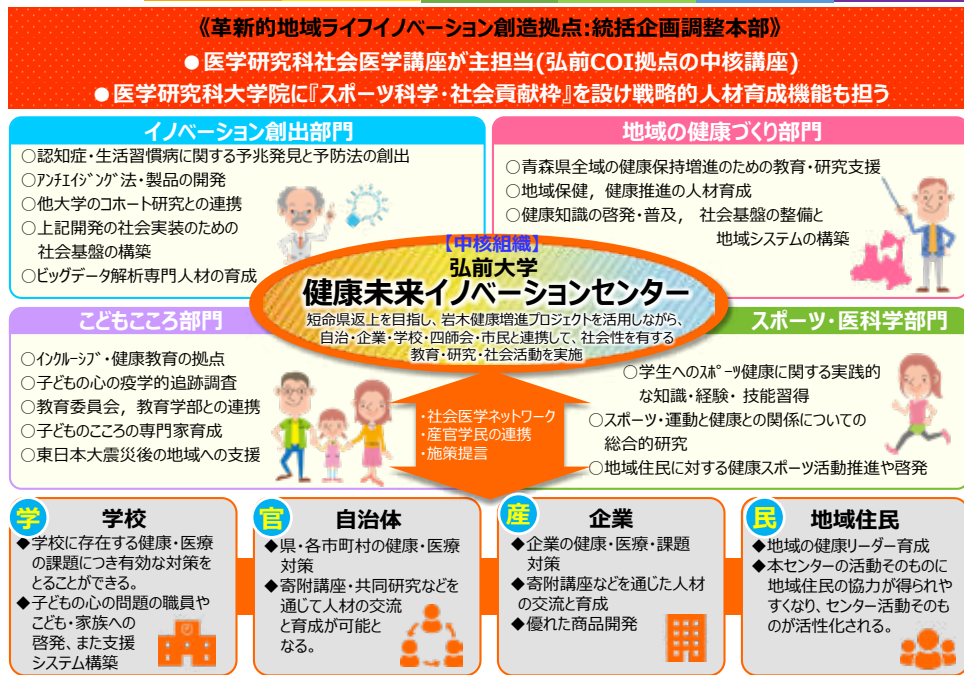 《革新的地域ライフイノベーション創造拠点:統括企画調整本部》
●医学研究科社会医学講座が主担当(弘前COI拠点の中核講座)
●医学研究科大学院に『スポーツ科学・社会貢献枠』を設け戦略的人材育成機能も担う
イノベーション創出部門
○認知症・生活習慣病に関する予兆発見と予防法の創出
○ｱﾝﾁｴｲｼﾞﾝｸﾞ法・製品の開発
○他大学のコホート研究との連携
○上記開発の社会実装のための
社会基盤の構築
○ビッグデータ解析専門人材の育成
地域の健康づくり部門
○青森県全域の健康保持増進のための教育・研究支援
○地域保健，健康推進の人材育成
○健康知識の啓発・普及， 社会基盤の整備と
地域システムの構築
【中核組織】
弘前大学
健康未来イノベーションセンター
短命県返上を目指し、岩木健康増進プロジェクトを活用しながら、
自治・企業・学校・四師会・市民と連携して、社会性を有する
教育・研究・社会活動を実施
こどもこころ部門
○ｲﾝｸﾙｰｼﾌﾞ・健康教育の拠点
○子どもの心の疫学的追跡調査
○教育委員会，教育学部との連携
○子どものこころの専門家育成
○東日本大震災後の地域への支援
スポーツ・医科学部門
○学生へのｽﾎﾟｰﾂ健康に関する実践的
な知識・経験・ 技能習得
○スポーツ・運動と健康との関係についての
総合的研究
○地域住民に対する健康スポーツ活動推進や啓発
・社会医学ネットワーク
・産官学民の連携
・施策提言
学 学校
◆学校に存在する健康・医療
の課題につき有効な対策を
とることができる。
◆子どもの心の問題の職員や
こども・家族への
啓発、また支援
システム構築
官 自治体
◆県・各市町村の健康・医療
対策
◆寄附講座・共同研究などを
通じて人材の交流
と育成が可能と
なる。
産 企業
◆企業の健康・医療・課題
対策
◆寄附講座などを通じた人材
の交流と育成
◆優れた商品開発
民 地域住民
◆地域の健康リーダー育成
◆本センターの活動そのものに
地域住民の協力が得られや
すくなり、センター活動そのも
のが活性化される。